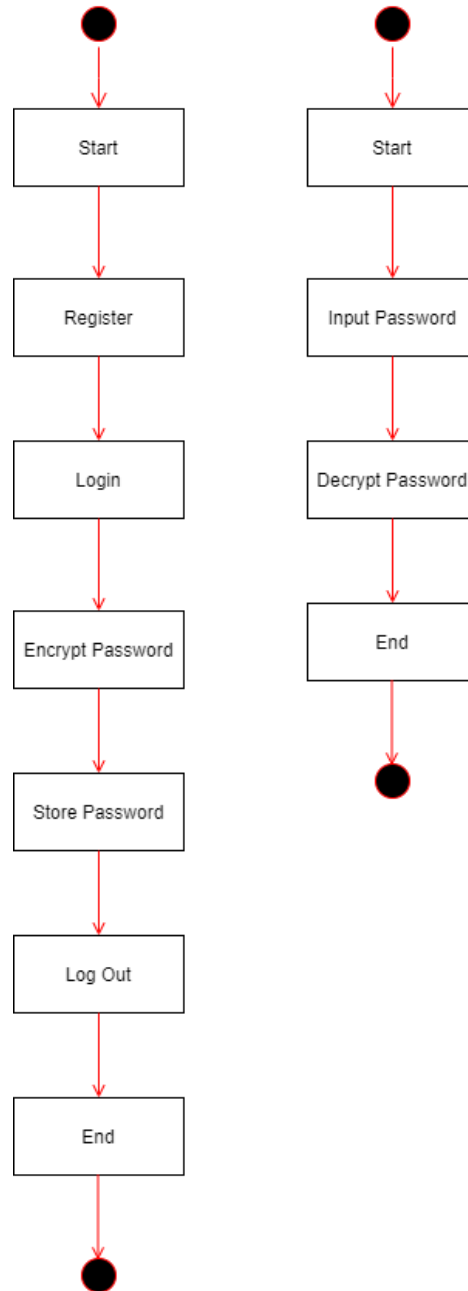 Start
Register
Login
Encrypt Password
Store Password
Log Out
End
Start
Input Password
Decrypt Password
End